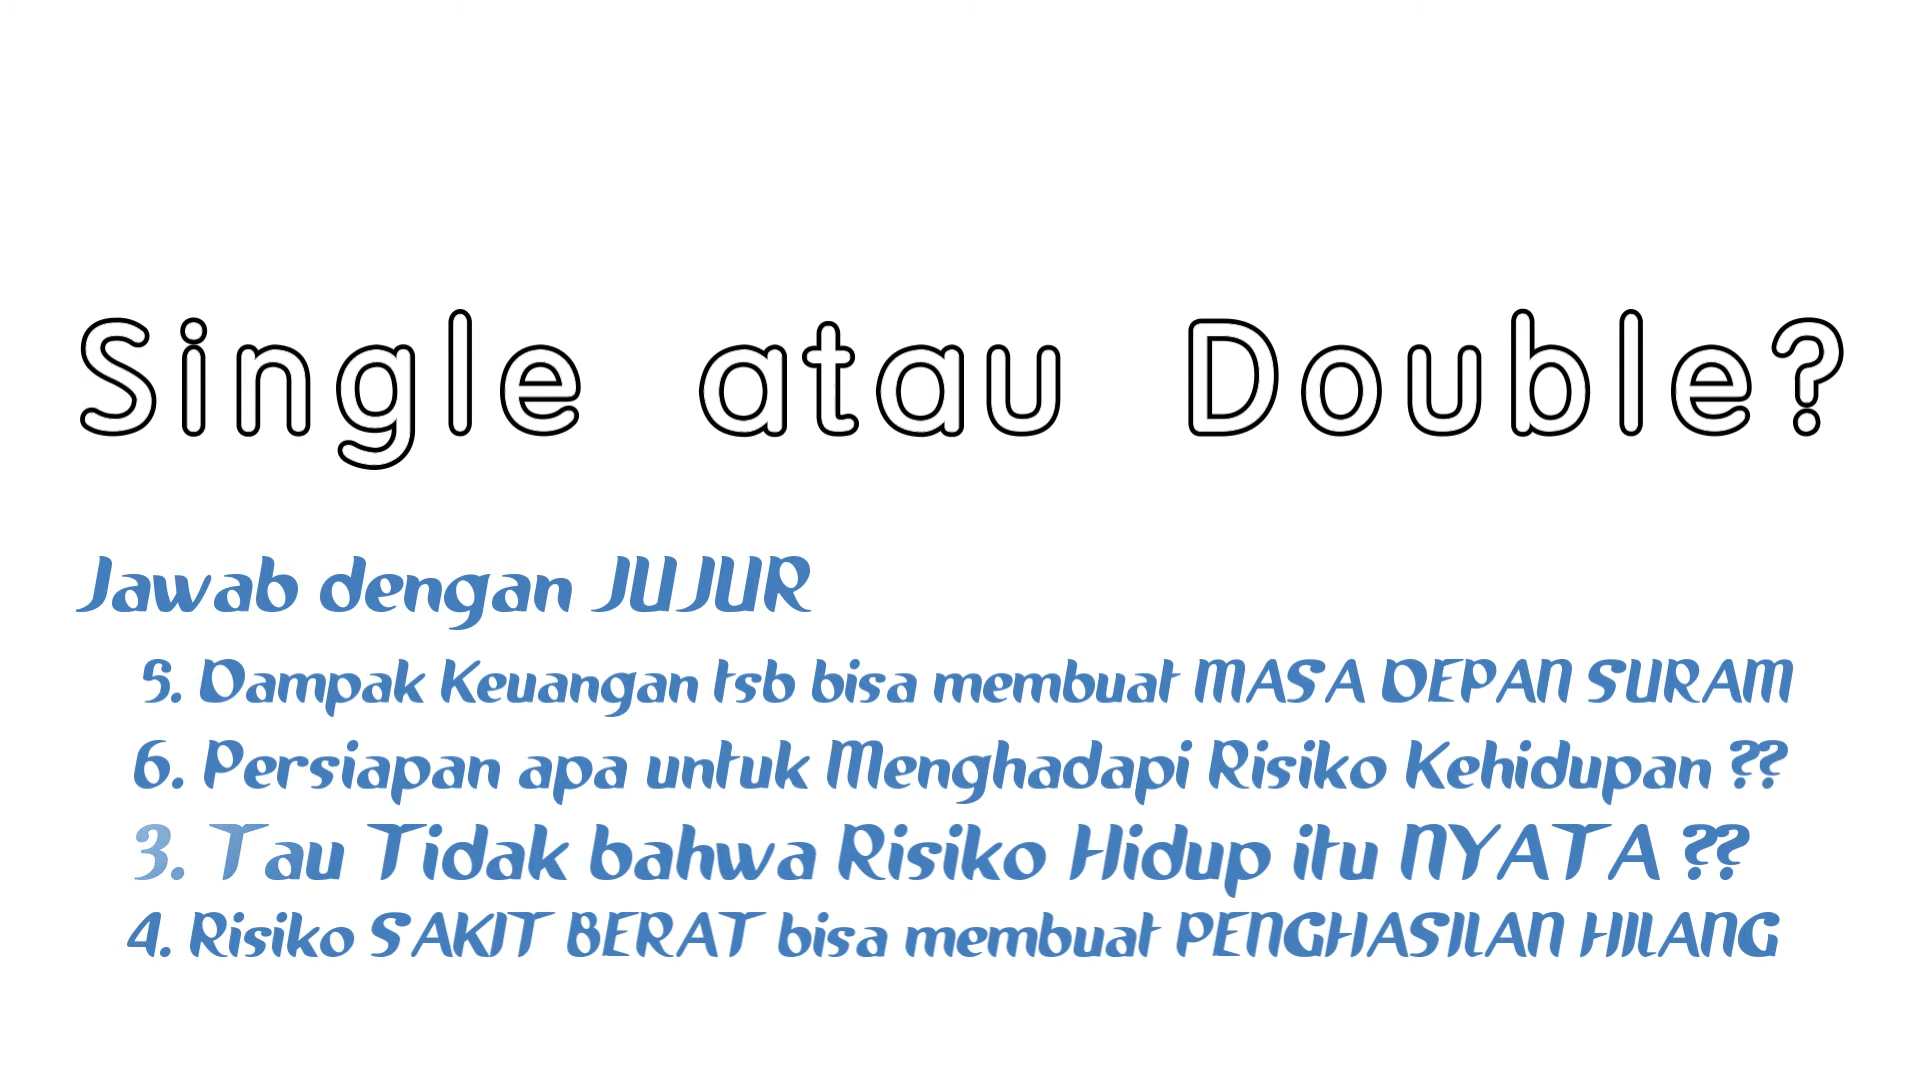 Single atau Double?
Jawab dengan JUJUR
5. Dampak Keuangan tsb bisa membuat MASA DEPAN SURAM
6. Persiapan apa untuk Menghadapi Risiko Kehidupan ??
3. Tau Tidak bahwa Risiko Hidup itu NYATA ??
4. Risiko SAKIT BERAT bisa membuat PENGHASILAN HILANG